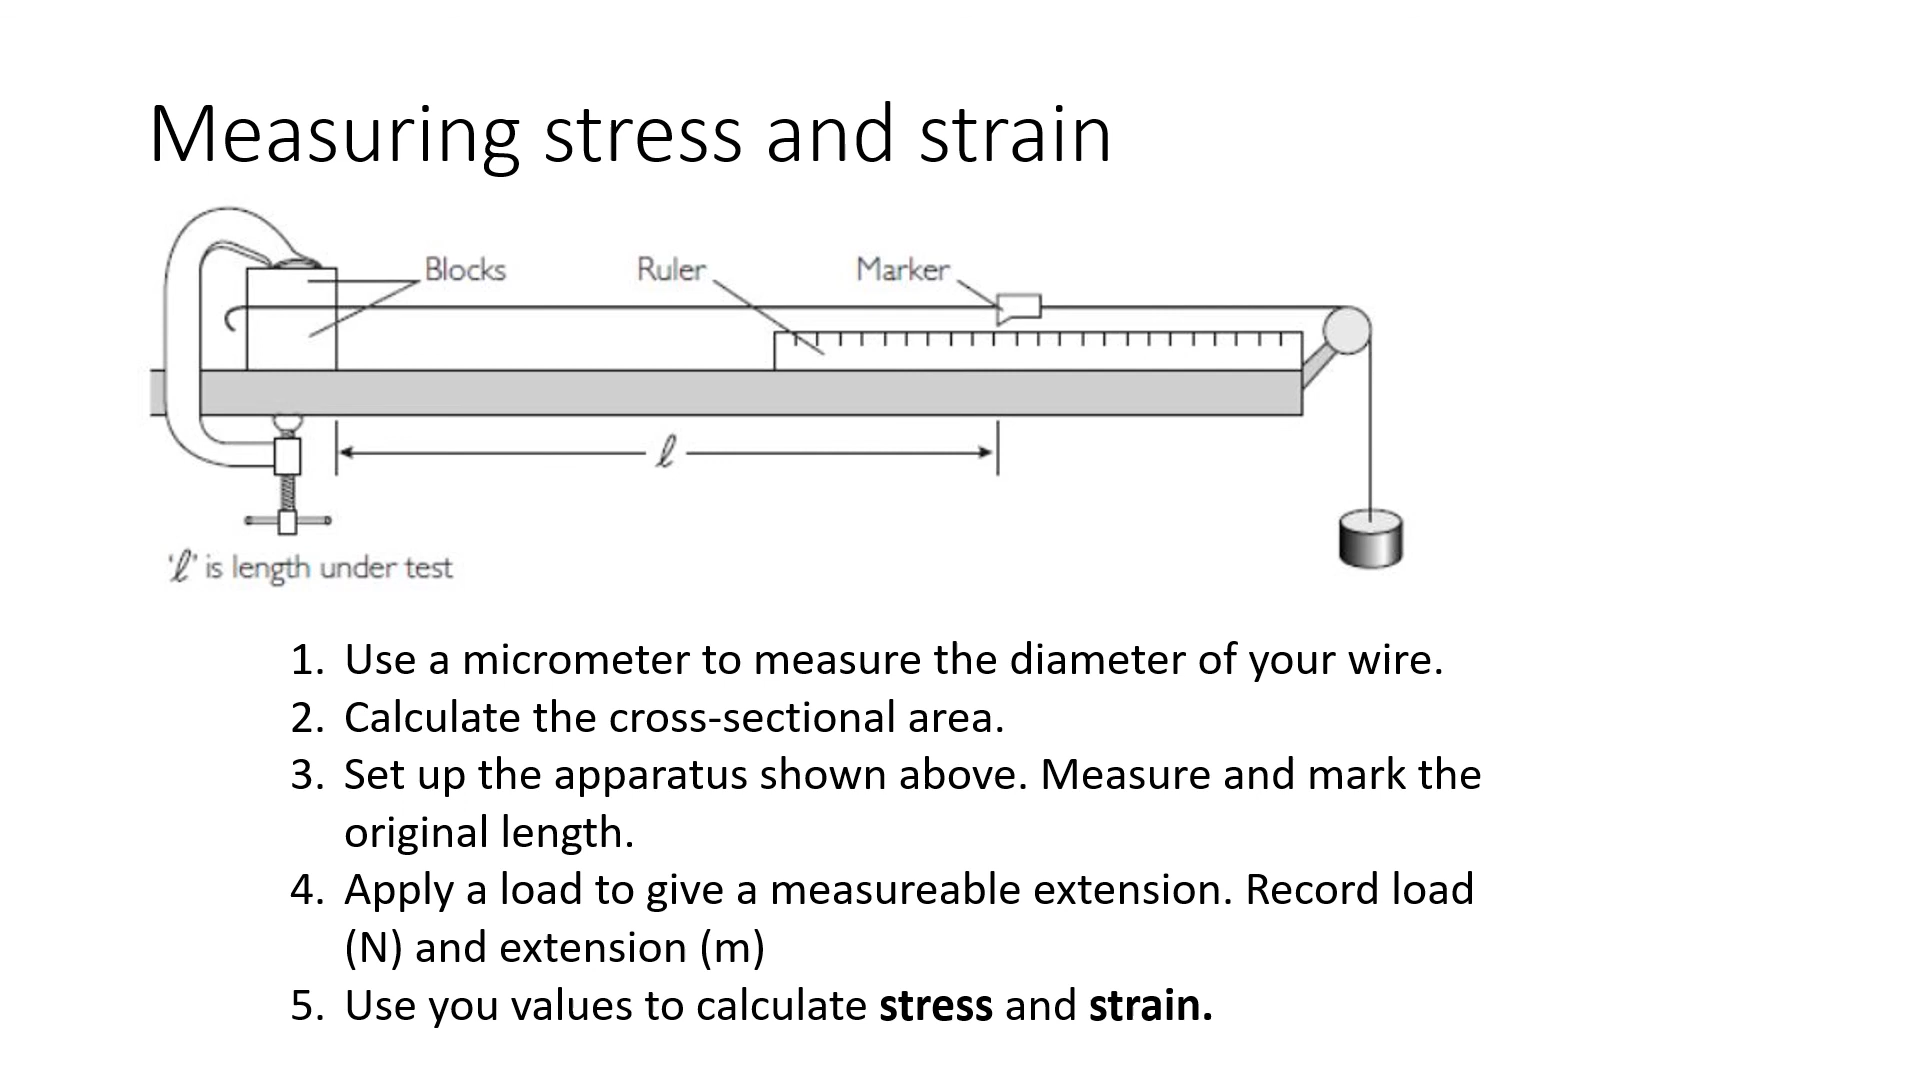 Measuring stress and strain
Blocks
Ruler
Marker
ℓ
'ℓ' is length under test
1. Use a micrometer to measure the diameter of your wire.
2. Calculate the cross-sectional area.
3. Set up the apparatus shown above. Measure and mark the
original length.
4. Apply a load to give a measureable extension. Record load
(N) and extension (m)
5. Use you values to calculate stress and strain.